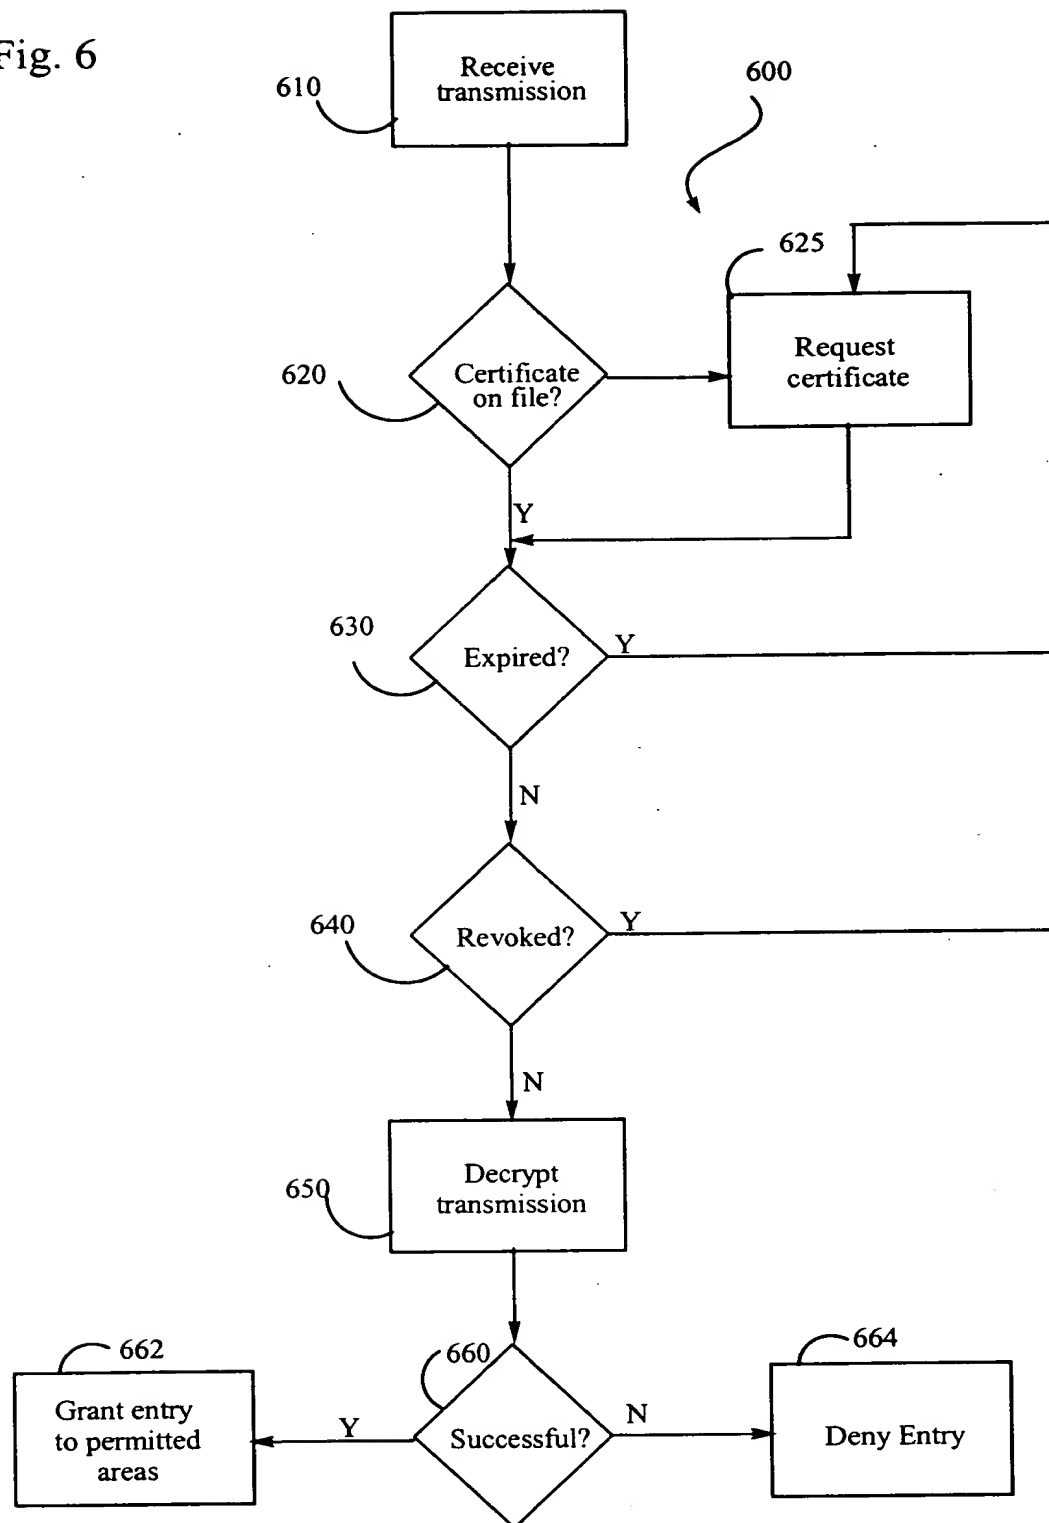 Fig. 6
Receive
transmission
610
600
625
Request
certificate
620
Certificate
on file?
Y
630
Expired?
Y
N
640
Revoked?
Y
N
650
Decrypt
transmission
662
660
664
Grant entry
to permitted
areas
Y
Successful?
N
Deny Entry